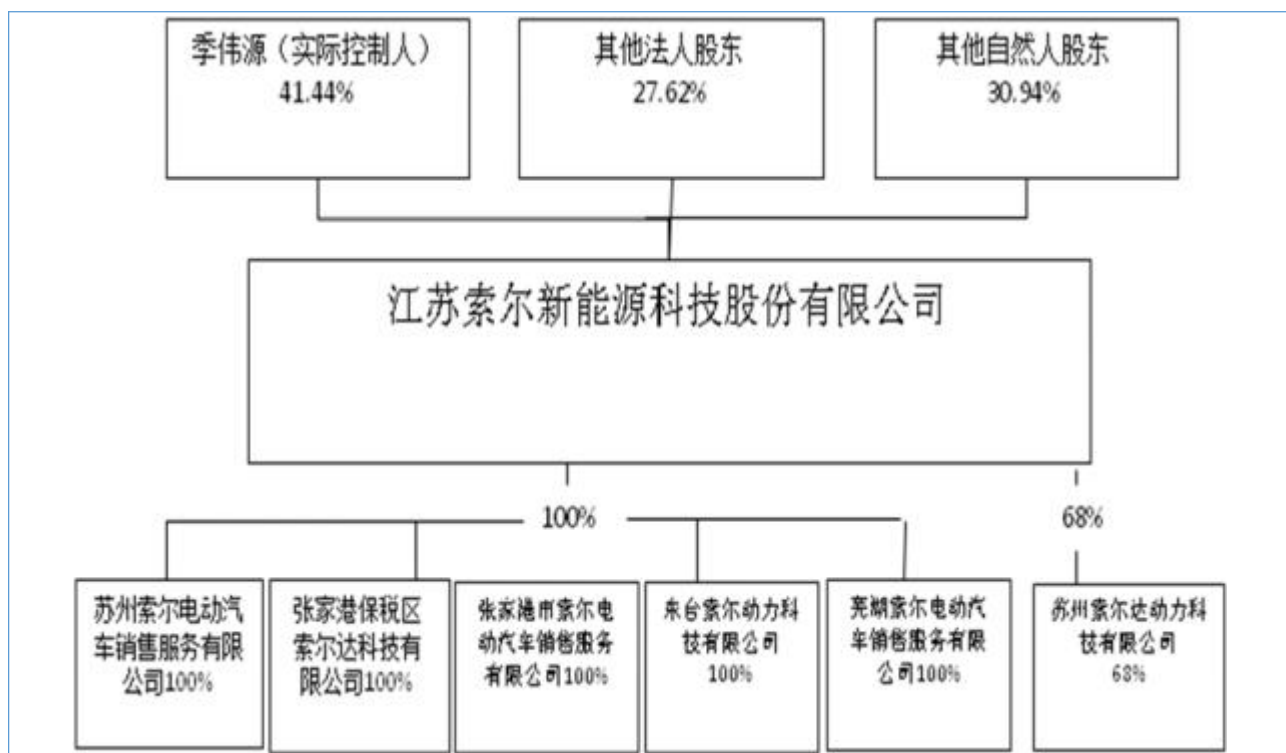 季伟源（实际控制人）
41.44%
其他法人股东
27.62%
其他自然人股东
30.94%
江苏索尔新能源科技股份有限公司
100%
68%
苏州索尔电动汽
车销售服务有限
公司100%
张家港保税区
索尔达科技有
限公司100%
张家港市索尔电
动汽车销售服务
有限公司100%
东台索尔动力科
技有限公司
100%
芜湖索尔电动汽
车销售服务有限
公司100%
苏州索尔达动力科
技有限公司
68%